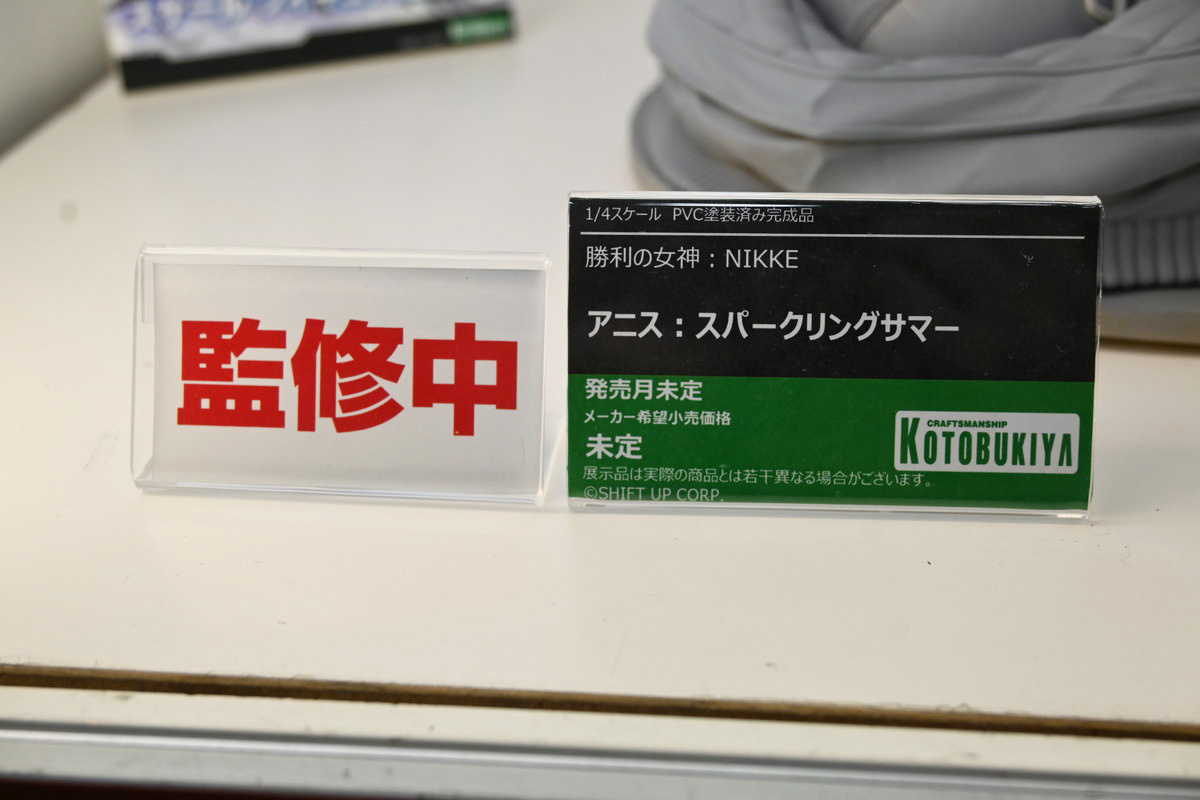 監修中
1/4スケール PVC塗装済み完成品
勝利の女神：NIKKE
アニス：スパークリングサマー
発売月未定
メーカー希望小売価格
未定
CRAFTSMANSHIP
KOTOBUKIYA
展示品は実際の商品とは若干異なる場合がございます。
©SHIFT UP CORP.